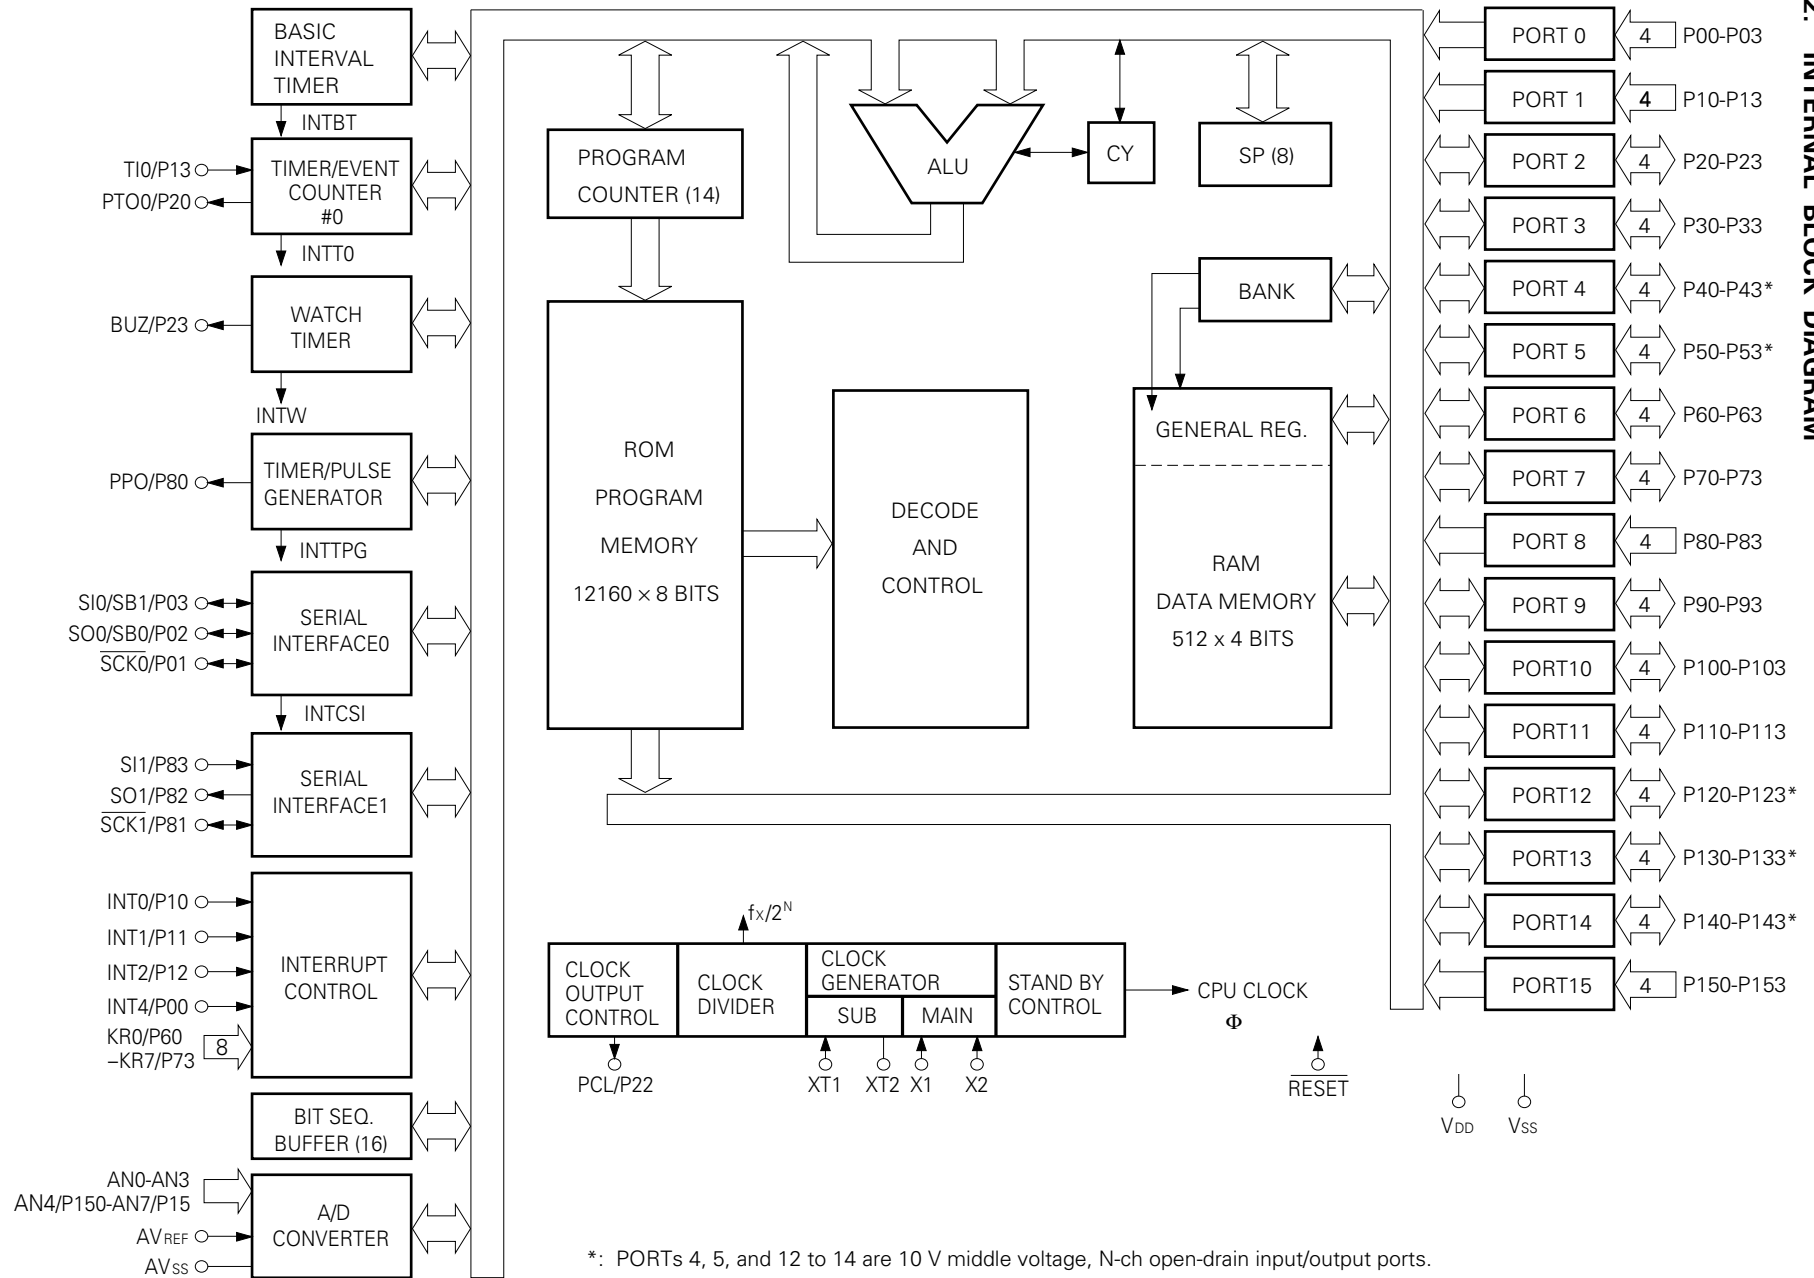 2. INTERNAL BLOCK DIAGRAM
BASIC
INTERVAL
TIMER
INTBT
TI0/P13
PTO0/P20
TIMER/EVENT
COUNTER
#0
INTT0
BUZ/P23
WATCH
TIMER
INTW
PPO/P80
TIMER/PULSE
GENERATOR
INTTPG
SI0/SB1/P03
SO0/SB0/P02
SCK0/P01
SERIAL
INTERFACE0
INTCSI
SI1/P83
SO1/P82
SCK1/P81
SERIAL
INTERFACE1
INT0/P10
INT1/P11
INT2/P12
INT4/P00
KR0/P60
–KR7/P73
8
INTERRUPT
CONTROL
BIT SEQ.
BUFFER (16)
AN0-AN3
AN4/P150-AN7/P15
AVREF
AVSS
A/D
CONVERTER
PROGRAM
COUNTER (14)
ALU
CY
SP (8)
BANK
ROM
PROGRAM
MEMORY
12160 × 8 BITS
DECODE
AND
CONTROL
GENERAL REG.
RAM
DATA MEMORY
512 x 4 BITS
fX/2N
CLOCK
OUTPUT
CONTROL
CLOCK
DIVIDER
CLOCK
GENERATOR
SUB
MAIN
STAND BY
CONTROL
CPU CLOCK
Φ
PCL/P22
XT1
XT2
X1
X2
RESET
VDD
VSS
PORT 0
4
P00-P03
PORT 1
4
P10-P13
PORT 2
4
P20-P23
PORT 3
4
P30-P33
PORT 4
4
P40-P43*
PORT 5
4
P50-P53*
PORT 6
4
P60-P63
PORT 7
4
P70-P73
PORT 8
4
P80-P83
PORT 9
4
P90-P93
PORT10
4
P100-P103
PORT11
4
P110-P113
PORT12
4
P120-P123*
PORT13
4
P130-P133*
PORT14
4
P140-P143*
PORT15
4
P150-P153
*: PORTs 4, 5, and 12 to 14 are 10 V middle voltage, N-ch open-drain input/output ports.